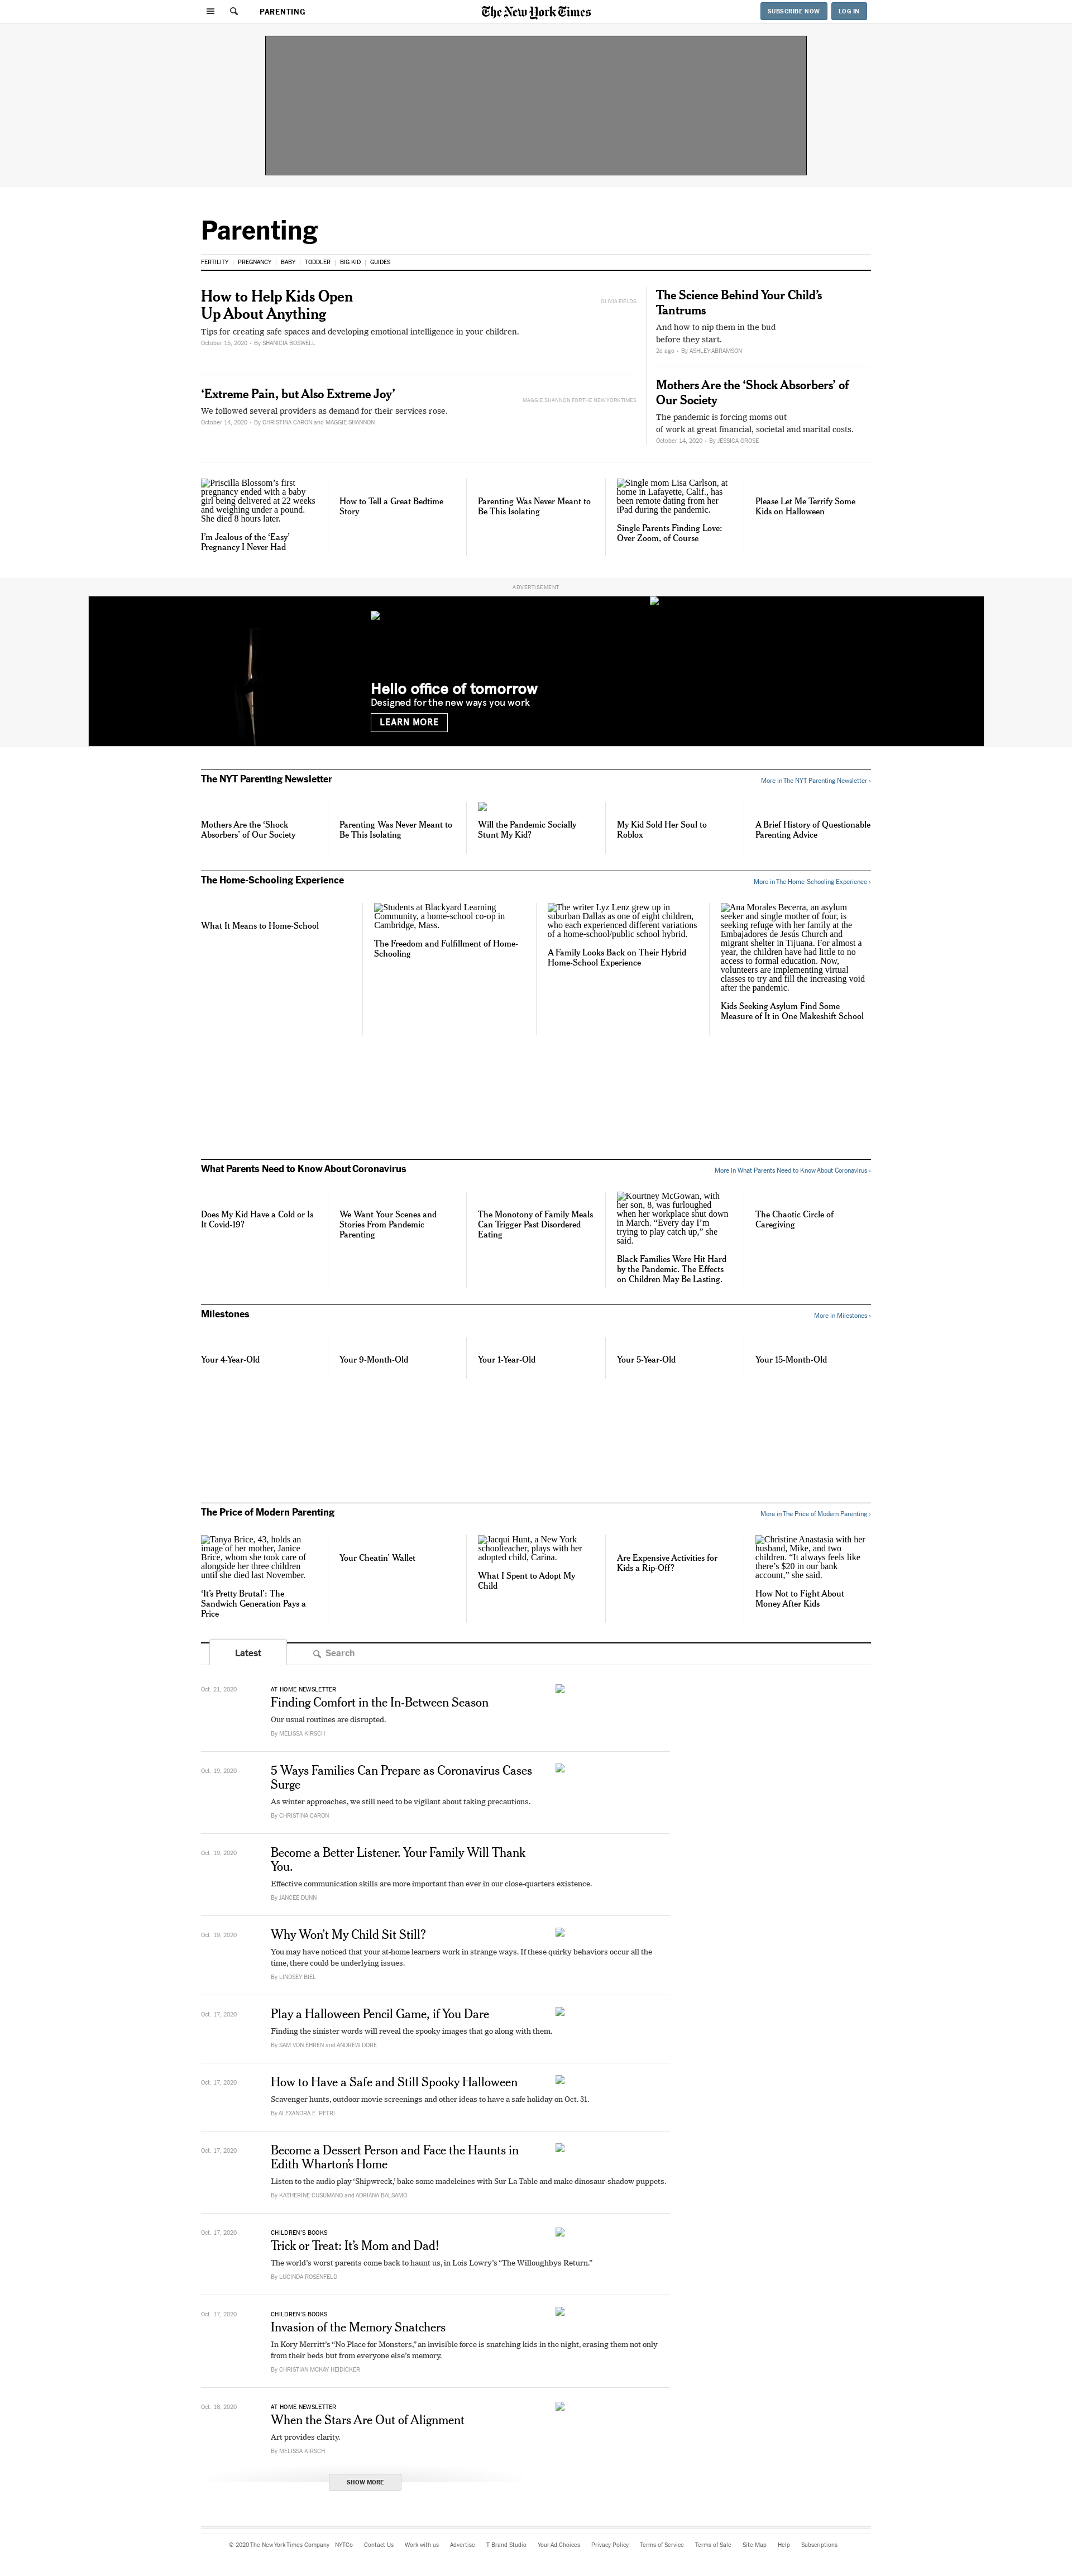 PARENTING
The New York Times
SUBSCRIBE NOW
LOG IN
Parenting
FERTILITY | PREGNANCY | BABY | TODDLER | BIG KID | GUIDES
How to Help Kids Open
Up About Anything
OLIVIA FIELDS
Tips for creating safe spaces and developing emotional intelligence in your children.
October 15, 2020 • By SHANICIA BOSWELL
‘Extreme Pain, but Also Extreme Joy’
MAGGIE SHANNON FOR THE NEW YORK TIMES
We followed several providers as demand for their services rose.
October 14, 2020 • By CHRISTINA CARON and MAGGIE SHANNON
The Science Behind Your Child’s
Tantrums
And how to nip them in the bud
before they start.
2d ago • By ASHLEY ABRAMSON
Mothers Are the ‘Shock Absorbers’ of
Our Society
The pandemic is forcing moms out
of work at great financial, societal and marital costs.
October 14, 2020 • By JESSICA GROSE
Priscilla Blossom’s first
pregnancy ended with a baby
girl being delivered at 22 weeks
and weighing under a pound.
She died 8 hours later.
I’m Jealous of the ‘Easy’
Pregnancy I Never Had
How to Tell a Great Bedtime
Story
Parenting Was Never Meant to
Be This Isolating
Single mom Lisa Carlson, at
home in Lafayette, Calif., has
been remote dating from her
iPad during the pandemic.
Single Parents Finding Love:
Over Zoom, of Course
Please Let Me Terrify Some
Kids on Halloween
ADVERTISEMENT
Hello office of tomorrow
Designed for the new ways you work
LEARN MORE
The NYT Parenting Newsletter
More in The NYT Parenting Newsletter ›
Mothers Are the ‘Shock
Absorbers’ of Our Society
Parenting Was Never Meant to
Be This Isolating
Will the Pandemic Socially
Stunt My Kid?
My Kid Sold Her Soul to
Roblox
A Brief History of Questionable
Parenting Advice
The Home-Schooling Experience
More in The Home-Schooling Experience ›
What It Means to Home-School
Students at Blackyard Learning
Community, a home-school co-op in
Cambridge, Mass.
The Freedom and Fulfillment of Home-
Schooling
The writer Lyz Lenz grew up in
suburban Dallas as one of eight children,
who each experienced different variations
of a home-school/public school hybrid.
A Family Looks Back on Their Hybrid
Home-School Experience
Ana Morales Becerra, an asylum
seeker and single mother of four, is
seeking refuge with her family at the
Embajadores de Jesús Church and
migrant shelter in Tijuana. For almost a
year, the children have had little to no
access to formal education. Now,
volunteers are implementing virtual
classes to try and fill the increasing void
after the pandemic.
Kids Seeking Asylum Find Some
Measure of It in One Makeshift School
What Parents Need to Know About Coronavirus
More in What Parents Need to Know About Coronavirus ›
Does My Kid Have a Cold or Is
It Covid-19?
We Want Your Scenes and
Stories From Pandemic
Parenting
The Monotony of Family Meals
Can Trigger Past Disordered
Eating
Kourtney McGowan, with
her son, 8, was furloughed
when her workplace shut down
in March. “Every day I’m
trying to play catch up,” she
said.
Black Families Were Hit Hard
by the Pandemic. The Effects
on Children May Be Lasting.
The Chaotic Circle of
Caregiving
Milestones
More in Milestones ›
Your 4-Year-Old
Your 9-Month-Old
Your 1-Year-Old
Your 5-Year-Old
Your 15-Month-Old
The Price of Modern Parenting
More in The Price of Modern Parenting ›
Tanya Brice, 43, holds an
image of her mother, Janice
Brice, whom she took care of
alongside her three children
until she died last November.
‘It’s Pretty Brutal’: The
Sandwich Generation Pays a
Price
Your Cheatin’ Wallet
Jacqui Hunt, a New York
schoolteacher, plays with her
adopted child, Carina.
What I Spent to Adopt My
Child
Are Expensive Activities for
Kids a Rip-Off?
Christine Anastasia with her
husband, Mike, and two
children. “It always feels like
there’s $20 in our bank
account,” she said.
How Not to Fight About
Money After Kids
Latest
Search
Oct. 21, 2020
AT HOME NEWSLETTER
Finding Comfort in the In-Between Season
Our usual routines are disrupted.
By MELISSA KIRSCH
Oct. 19, 2020
5 Ways Families Can Prepare as Coronavirus Cases
Surge
As winter approaches, we still need to be vigilant about taking precautions.
By CHRISTINA CARON
Oct. 19, 2020
Become a Better Listener. Your Family Will Thank
You.
Effective communication skills are more important than ever in our close-quarters existence.
By JANCEE DUNN
Oct. 19, 2020
Why Won’t My Child Sit Still?
You may have noticed that your at-home learners work in strange ways. If these quirky behaviors occur all the
time, there could be underlying issues.
By LINDSEY BIEL
Oct. 17, 2020
Play a Halloween Pencil Game, if You Dare
Finding the sinister words will reveal the spooky images that go along with them.
By SAM VON EHREN and ANDREW DORE
Oct. 17, 2020
How to Have a Safe and Still Spooky Halloween
Scavenger hunts, outdoor movie screenings and other ideas to have a safe holiday on Oct. 31.
By ALEXANDRA E. PETRI
Oct. 17, 2020
Become a Dessert Person and Face the Haunts in
Edith Wharton’s Home
Listen to the audio play ‘Shipwreck,’ bake some madeleines with Sur La Table and make dinosaur-shadow puppets.
By KATHERINE CUSUMANO and ADRIANA BALSAMO
Oct. 17, 2020
CHILDREN’S BOOKS
Trick or Treat: It’s Mom and Dad!
The world’s worst parents come back to haunt us, in Lois Lowry’s “The Willoughbys Return.”
By LUCINDA ROSENFELD
Oct. 17, 2020
CHILDREN’S BOOKS
Invasion of the Memory Snatchers
In Kory Merritt’s “No Place for Monsters,” an invisible force is snatching kids in the night, erasing them not only
from their beds but from everyone else’s memory.
By CHRISTIAN MCKAY HEIDICKER
Oct. 16, 2020
AT HOME NEWSLETTER
When the Stars Are Out of Alignment
Art provides clarity.
By MELISSA KIRSCH
SHOW MORE
© 2020 The New York Times Company NYTCo Contact Us Work with us Advertise T Brand Studio Your Ad Choices Privacy Policy Terms of Service Terms of Sale Site Map Help Subscriptions